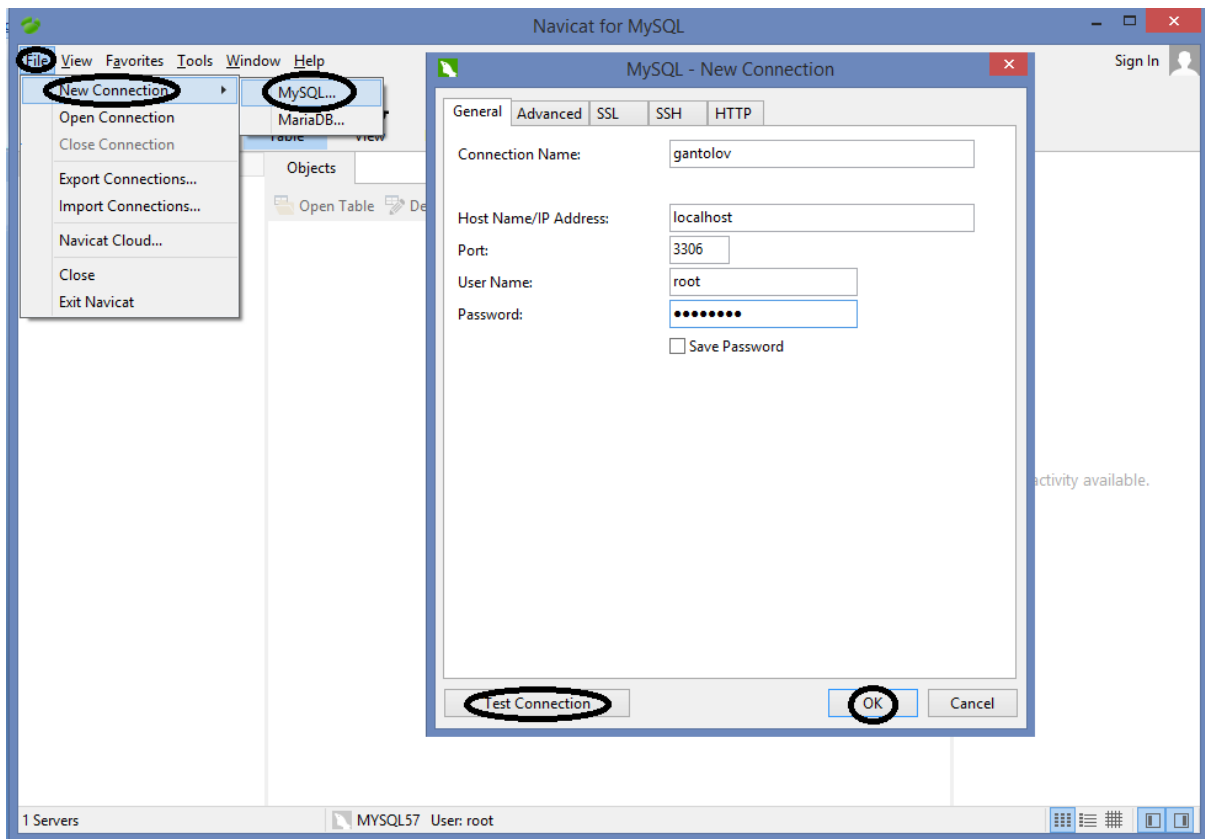 Navicat for MySQL
File View Favorites Tools Window Help
Sign In
New Connection
Open Connection
Close Connection
Export Connections...
Import Connections...
Navicat Cloud...
Close
Exit Navicat
MySQL...
MariaDB...
Table View
Objects
Open Table De
MySQL - New Connection
General Advanced SSL SSH HTTP
Connection Name: gantolov
Host Name/IP Address: localhost
Port: 3306
User Name: root
Password: ••••••••
Save Password
Test Connection OK Cancel
activity available.
1 Servers MYSQL57 User: root